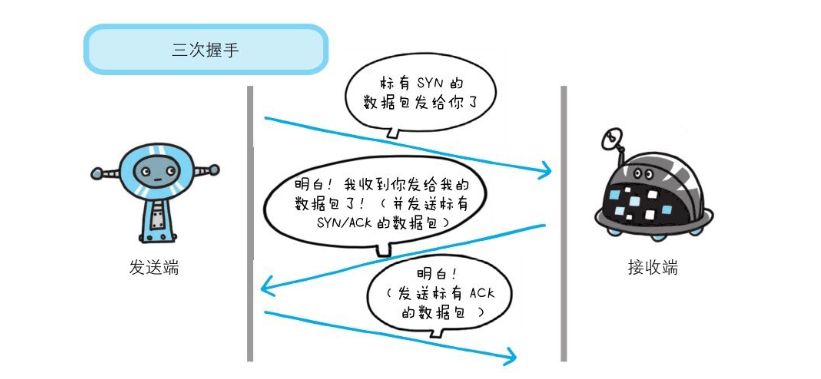 三次握手
标有 SYN 的
数据包发给你了
明白！我收到你发给我的
数据包了！（并发送标有
SYN/ACK 的数据包）
发送端
接收端
明白！
（发送标有 ACK
的数据包 ）